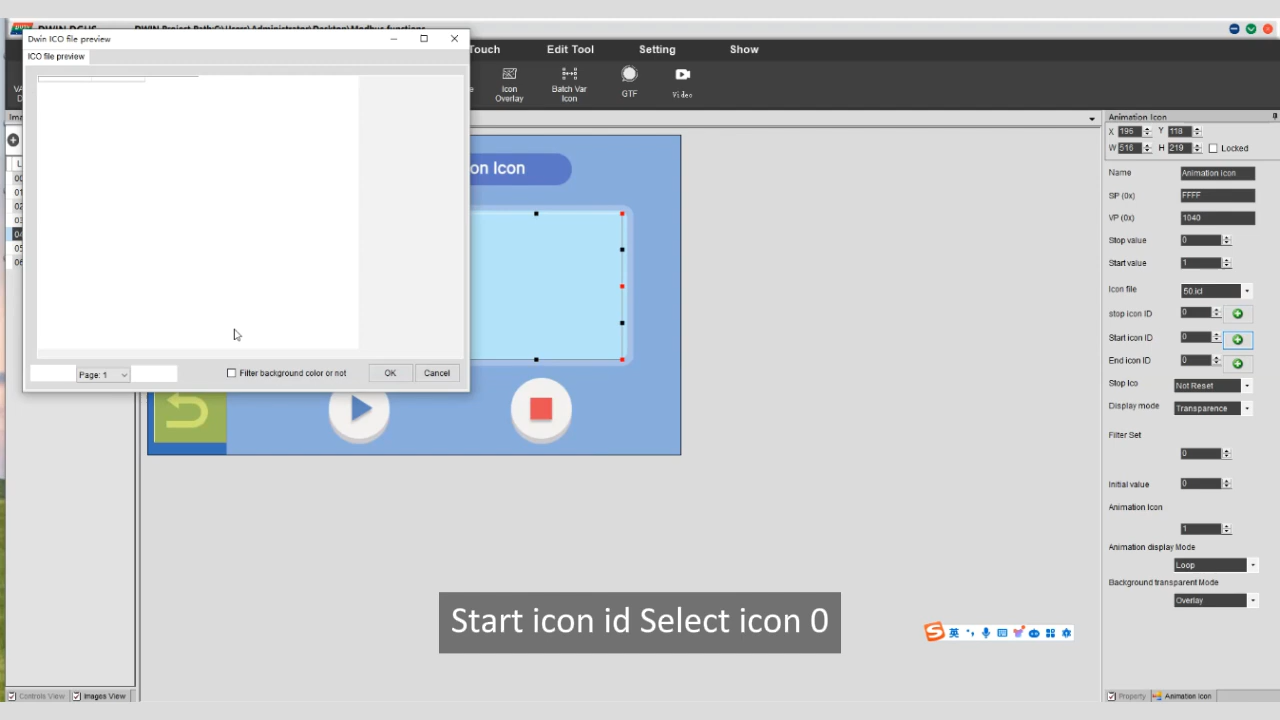 Dwin ICO file preview
ICO file preview
Touch
Edit Tool
Setting
Show
Icon
Overlay
Batch Var
Icon
GTF
Video
on Icon
Page: 1
Filter background color or not
OK
Cancel
Animation Icon
X 196 Y 118
W 516 H 219 Locked
Name Animation Icon
SP (0x) FFFF
VP (0x) 1040
Stop value 0
Start value 1
Icon file 50.icl
stop icon ID 0
Start icon ID 0
End icon ID 0
Stop Ico Not Reset
Display mode Transparence
Filter Set
0
Initial value 0
Animation Icon
1
Animation display Mode
Loop
Background transparent Mode
Overlay
Start icon id Select icon 0
英
Controls View Images View
Property Animation Icon